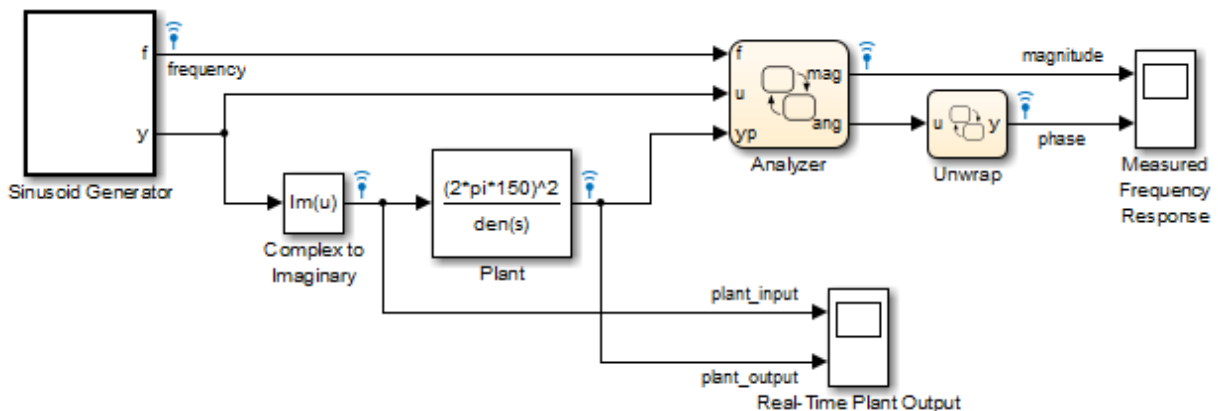 f
frequency
y
Sinusoid Generator
Im(u)
Complex to
Imaginary
(2*pi*150)^2
den(s)
Plant
f
u
yp
mag
ang
Analyzer
u
y
Unwrap
magnitude
phase
Measured
Frequency
Response
plant_input
plant_output
Real-Time Plant Output